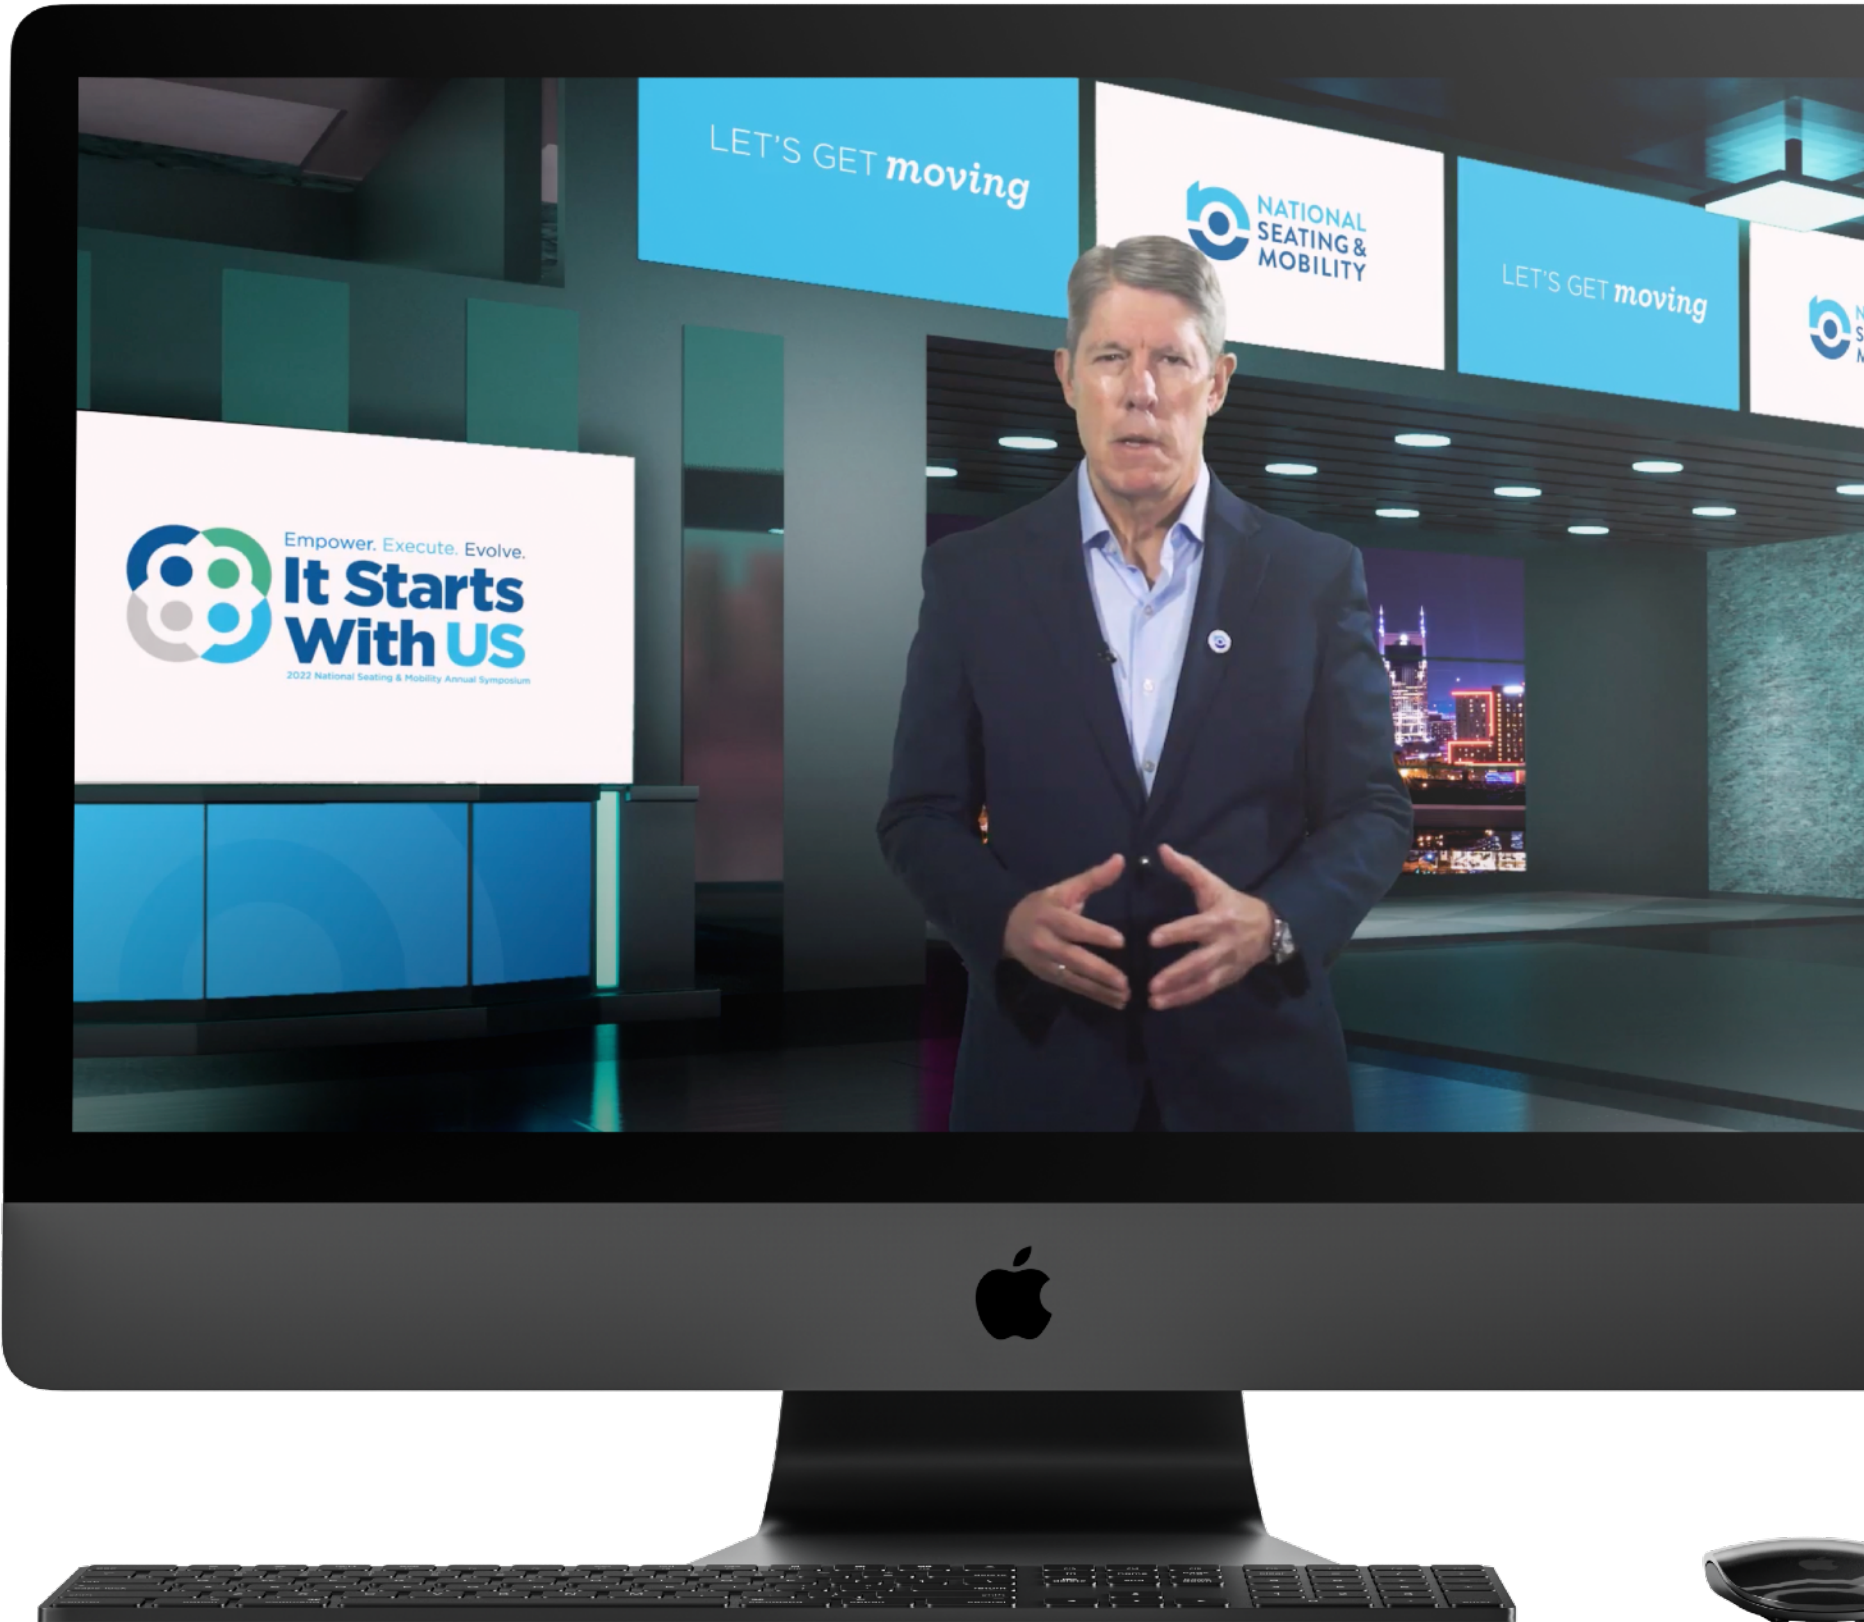 LET'S GET moving
NATIONAL
SEATING &
MOBILITY
LET'S GET moving
Empower. Execute. Evolve.
It Starts
With US
2022 National Seating & Mobility Annual Symposium